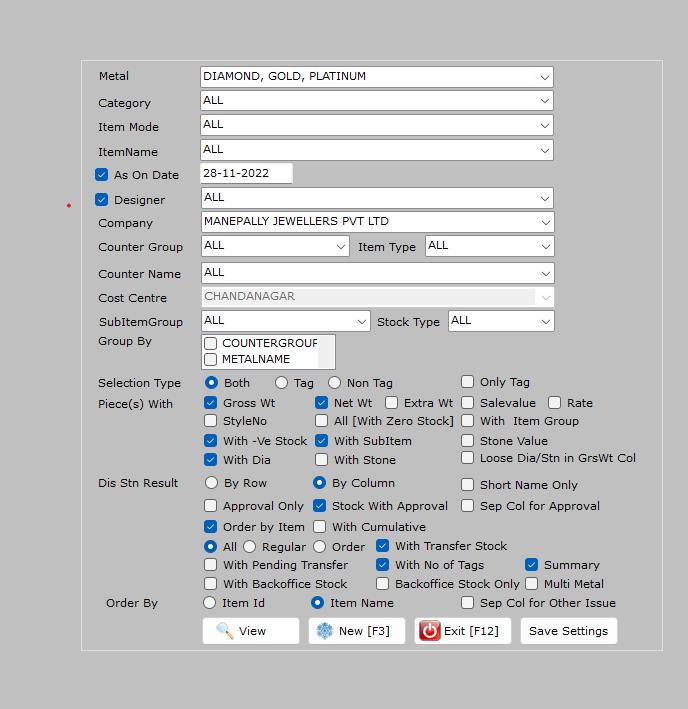 Metal DIAMOND, GOLD, PLATINUM
Category ALL
Item Mode ALL
ItemName ALL
As On Date 28-11-2022
Designer ALL
Company MANEPALLY JEWELLERS PVT LTD
Counter Group ALL Item Type ALL
Counter Name ALL
Cost Centre CHANDANAGAR
SubItemGroup ALL Stock Type ALL
Group By COUNTERGROUP
METALNAME
Selection Type Both Tag Non Tag Only Tag
Piece(s) With Gross Wt Net Wt Extra Wt Salevalue Rate
StyleNo All [With Zero Stock] With Item Group
With -Ve Stock With SubItem Stone Value
With Dia With Stone Loose Dia/Stn in GrsWt Col
Dis Stn Result By Row By Column Short Name Only
Approval Only Stock With Approval Sep Col for Approval
Order by Item With Cumulative
All Regular Order With Transfer Stock
With Pending Transfer With No of Tags Summary
With Backoffice Stock Backoffice Stock Only Multi Metal
Order By Item Id Item Name Sep Col for Other Issue
View New [F3] Exit [F12] Save Settings